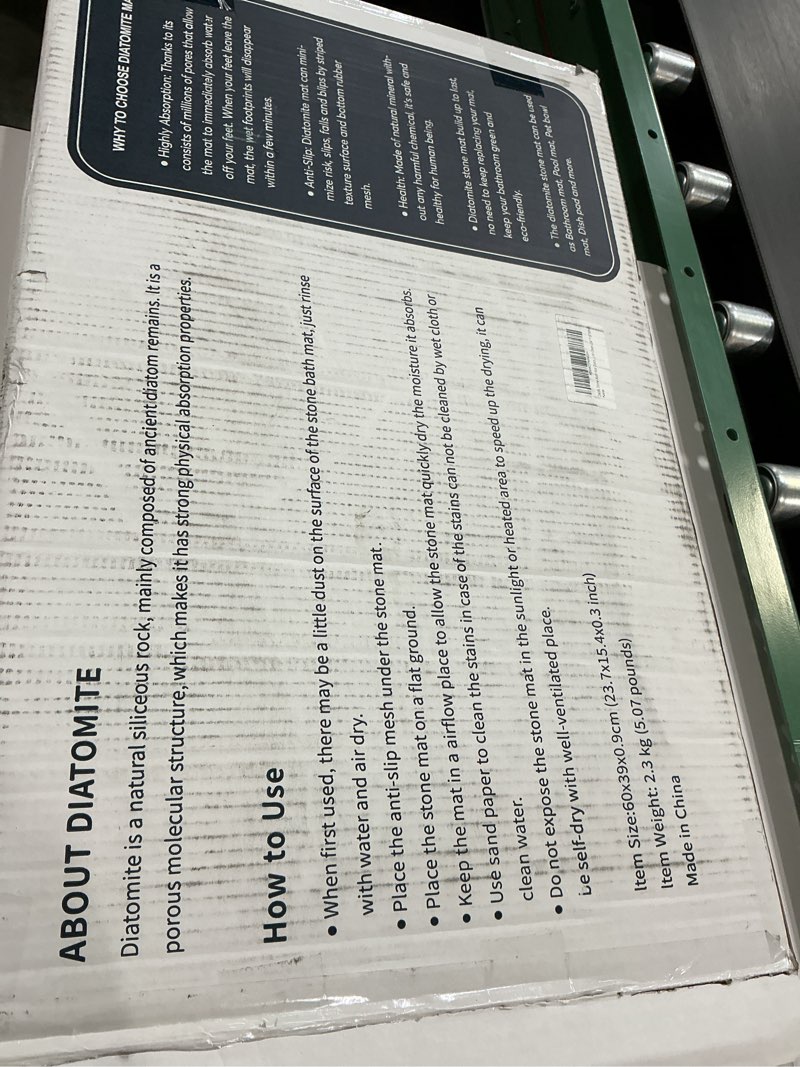 ABOUT DIATOMITE
Diatomite is a natural siliceous rock, mainly composed of ancient diatom remains. It is a
porous molecular structure, which makes it has strong physical absorption properties.
How to Use
• When first used, there may be a little dust on the surface of the stone bath mat, just rinse
with water and air dry.
• Place the anti-slip mesh under the stone mat.
• Place the stone mat on a flat ground.
• Keep the mat in a airflow place to allow the stone mat quickly dry the moisture it absorbs.
• Use sand paper to clean the stains in case of the stains can not be cleaned by wet cloth or
clean water.
• Do not expose the stone mat in the sunlight or heated area to speed up the drying, it can
be self-dry with well-ventilated place.
Item Size:60x39x0.9cm (23.7x15.4x0.3 inch)
Item Weight: 2.3 kg (5.07 pounds)
Made in China
WHY TO CHOOSE DIATOMITE
• Highly Absorption: Thanks to its
consists of millions of pores that allow
the mat to immediately absorb water
off your feet. When your feet leave the
mat, the wet footprints will disappear
within a few minutes.
• Anti-Slip: Diatomite mat can mini-
mize risk, slips, falls and blips by striped
texture surface and bottom rubber
mesh.
• Health: Made of natural mineral with-
out any harmful chemical, it's safe and
healthy for human being.
• Diatomite stone mat build up to last,
no need to keep replacing your mat,
keep your bathroom green and
eco-friendly.
• The diatomite stone mat can be used
as Bathroom mat, Pool mat, Pet bowl
mat, Dish pad and more.